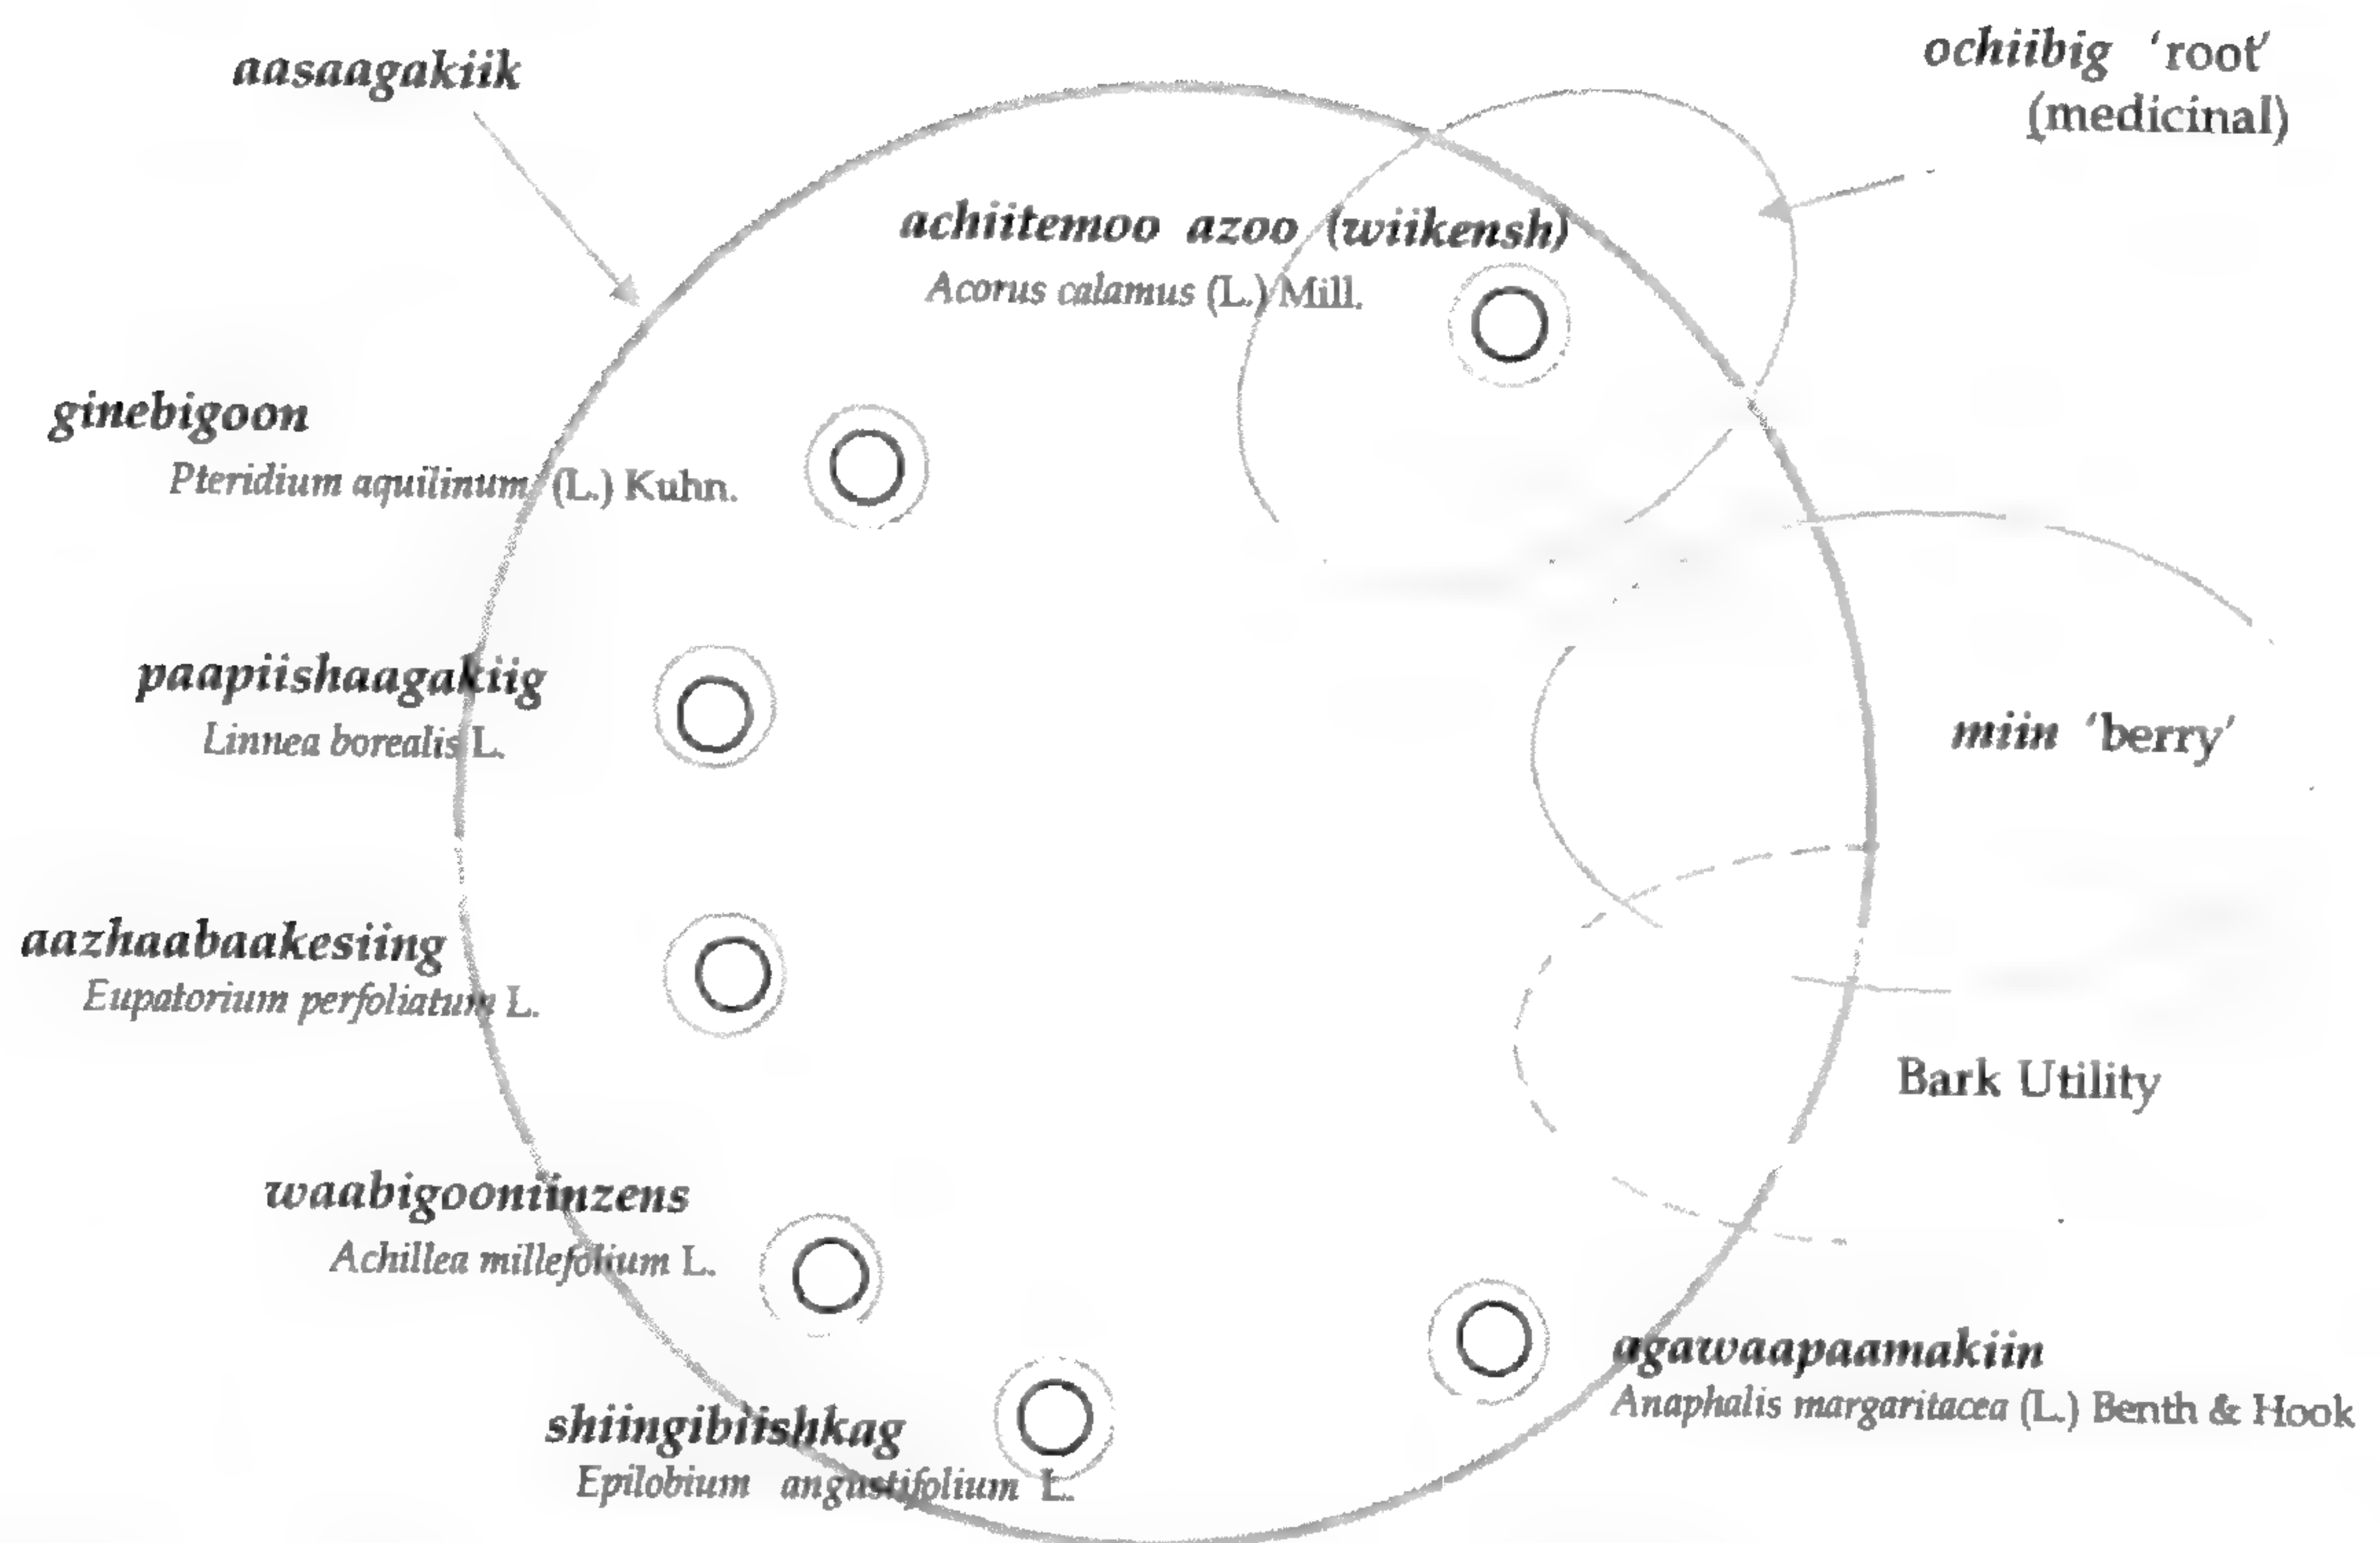 aasaagakiik
ochiibig 'root'
(medicinal)
achiitemoo azoo (wiikensh)
Acorus calamus (L.) Mill.
ginebigoon
Pteridium aquilinum (L.) Kuhn.
paapiishaagakiig
Linnea borealis L.
miin 'berry'
aazhaabaakesiing
Eupatorium perfoliatum L.
Bark Utility
waabigooniinzens
Achillea millefolium L.
agawaapaamakiin
Anaphalis margaritacea (L.) Benth & Hook
shiingibiishkag
Epilobium angustifolium L.